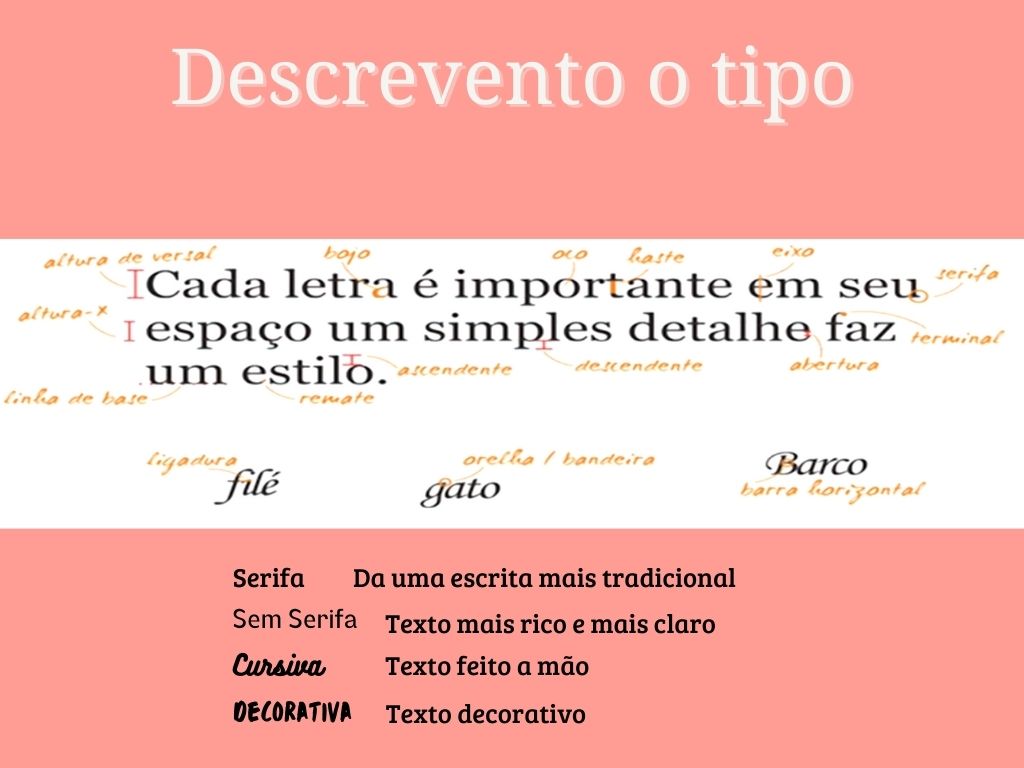 Descrevento o tipo
altura de versal bojo oco haste eixo
Cada letra é importante em seu serifa
altura-x
espaço um simples detalhe faz terminal
um estilo. ascendente descendente abertura
linha de base remate
ligadura orelha / bandeira Barco
filé gato barra horizontal
Serifa Da uma escrita mais tradicional
Sem Serifa Texto mais rico e mais claro
Cursiva Texto feito a mão
DECORATIVA Texto decorativo